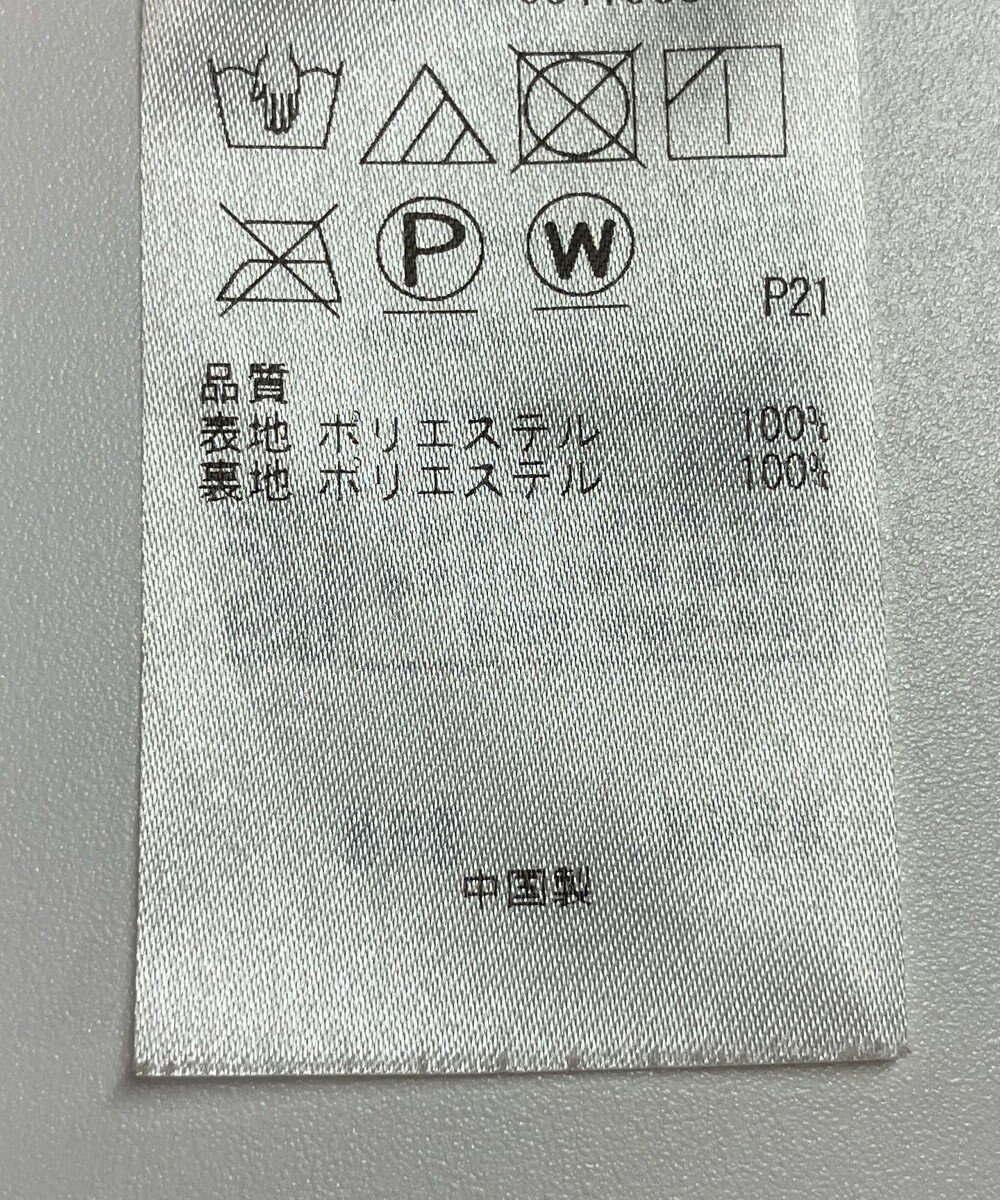 P
W
P21
品質
表地 ポリエステル 100%
裏地 ポリエステル 100%
中国製